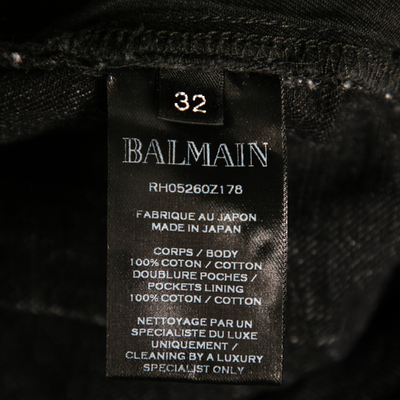 32
BALMAIN
RH05260Z178
FABRIQUE AU JAPON
MADE IN JAPAN
CORPS / BODY
100% COTON / COTTON
DOUBLURE POCHES /
POCKETS LINING
100% COTON / COTTON
NETTOYAGE PAR UN
SPECIALISTE DU LUXE
UNIQUEMENT /
CLEANING BY A LUXURY
SPECIALIST ONLY